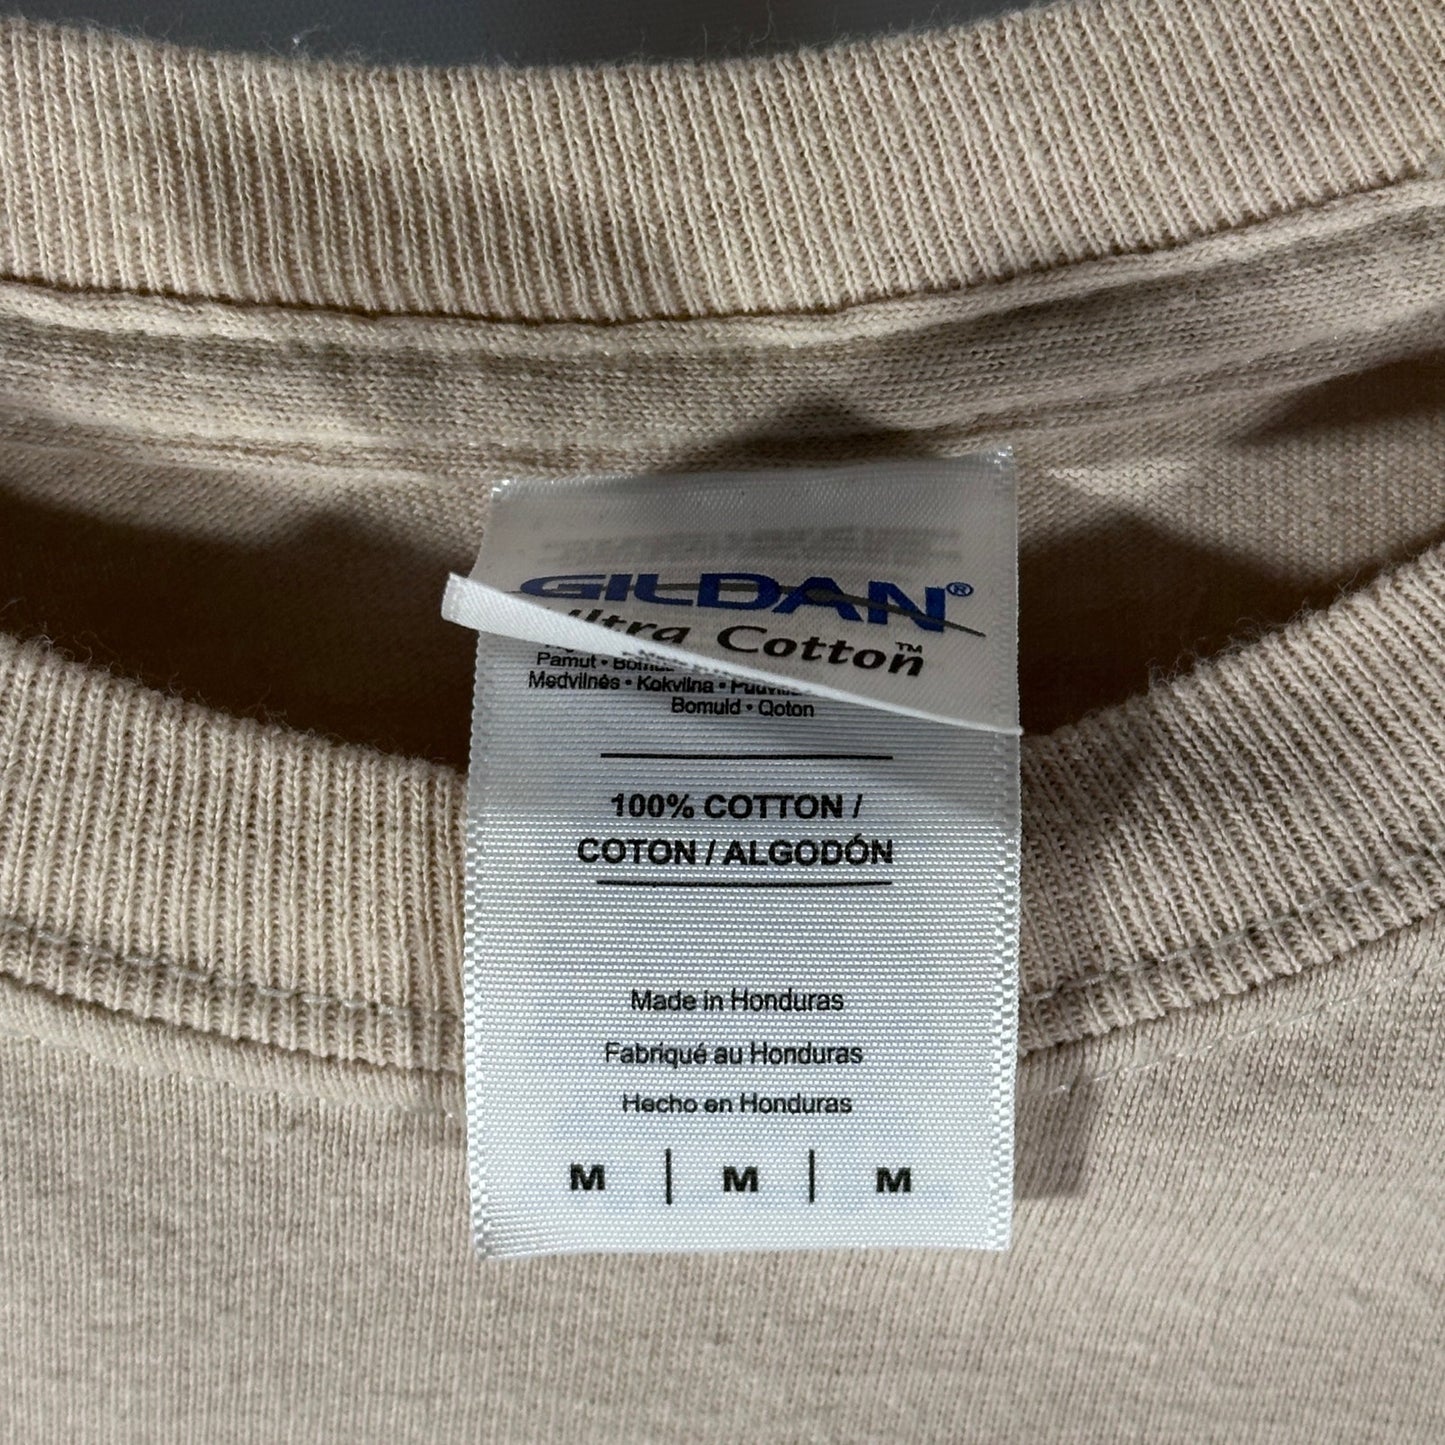 GILDAN®
Ultra Cotton™
Pamut •
Medvilnės • Kokvilna •
Bomuld • Qoton
100% COTTON /
COTON / ALGODÓN
Made in Honduras
Fabriqué au Honduras
Hecho en Honduras
M | M | M